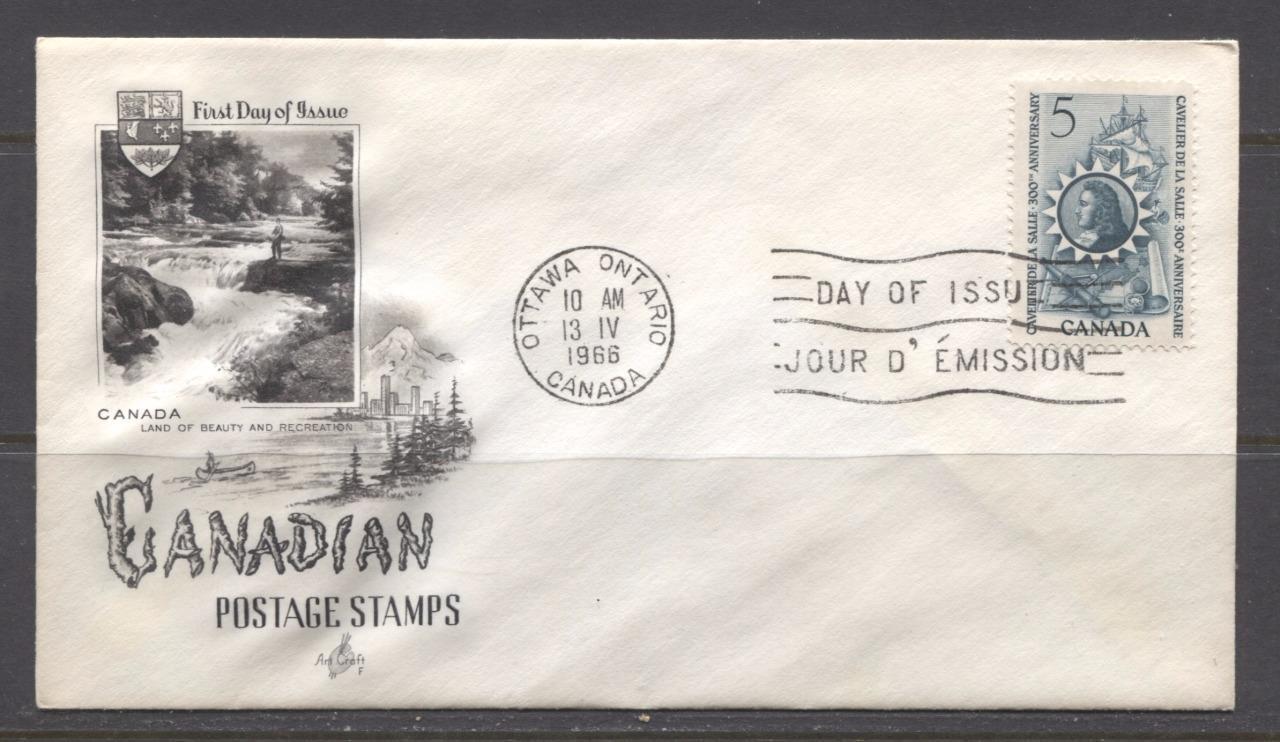 First Day of Issue
CANADA
LAND OF BEAUTY AND RECREATION
CANADIAN
POSTAGE STAMPS
Art Craft
F
OTTAWA ONTARIO
10 AM
13 IV
1966
CANADA
DAY OF ISSU
JOUR D' ÉMISSION
5
CAVELIER DE LA SALLE · 300TH ANNIVERSARY
CAVELIER DE LA SALLE · 300E ANNIVERSAIRE
CANADA